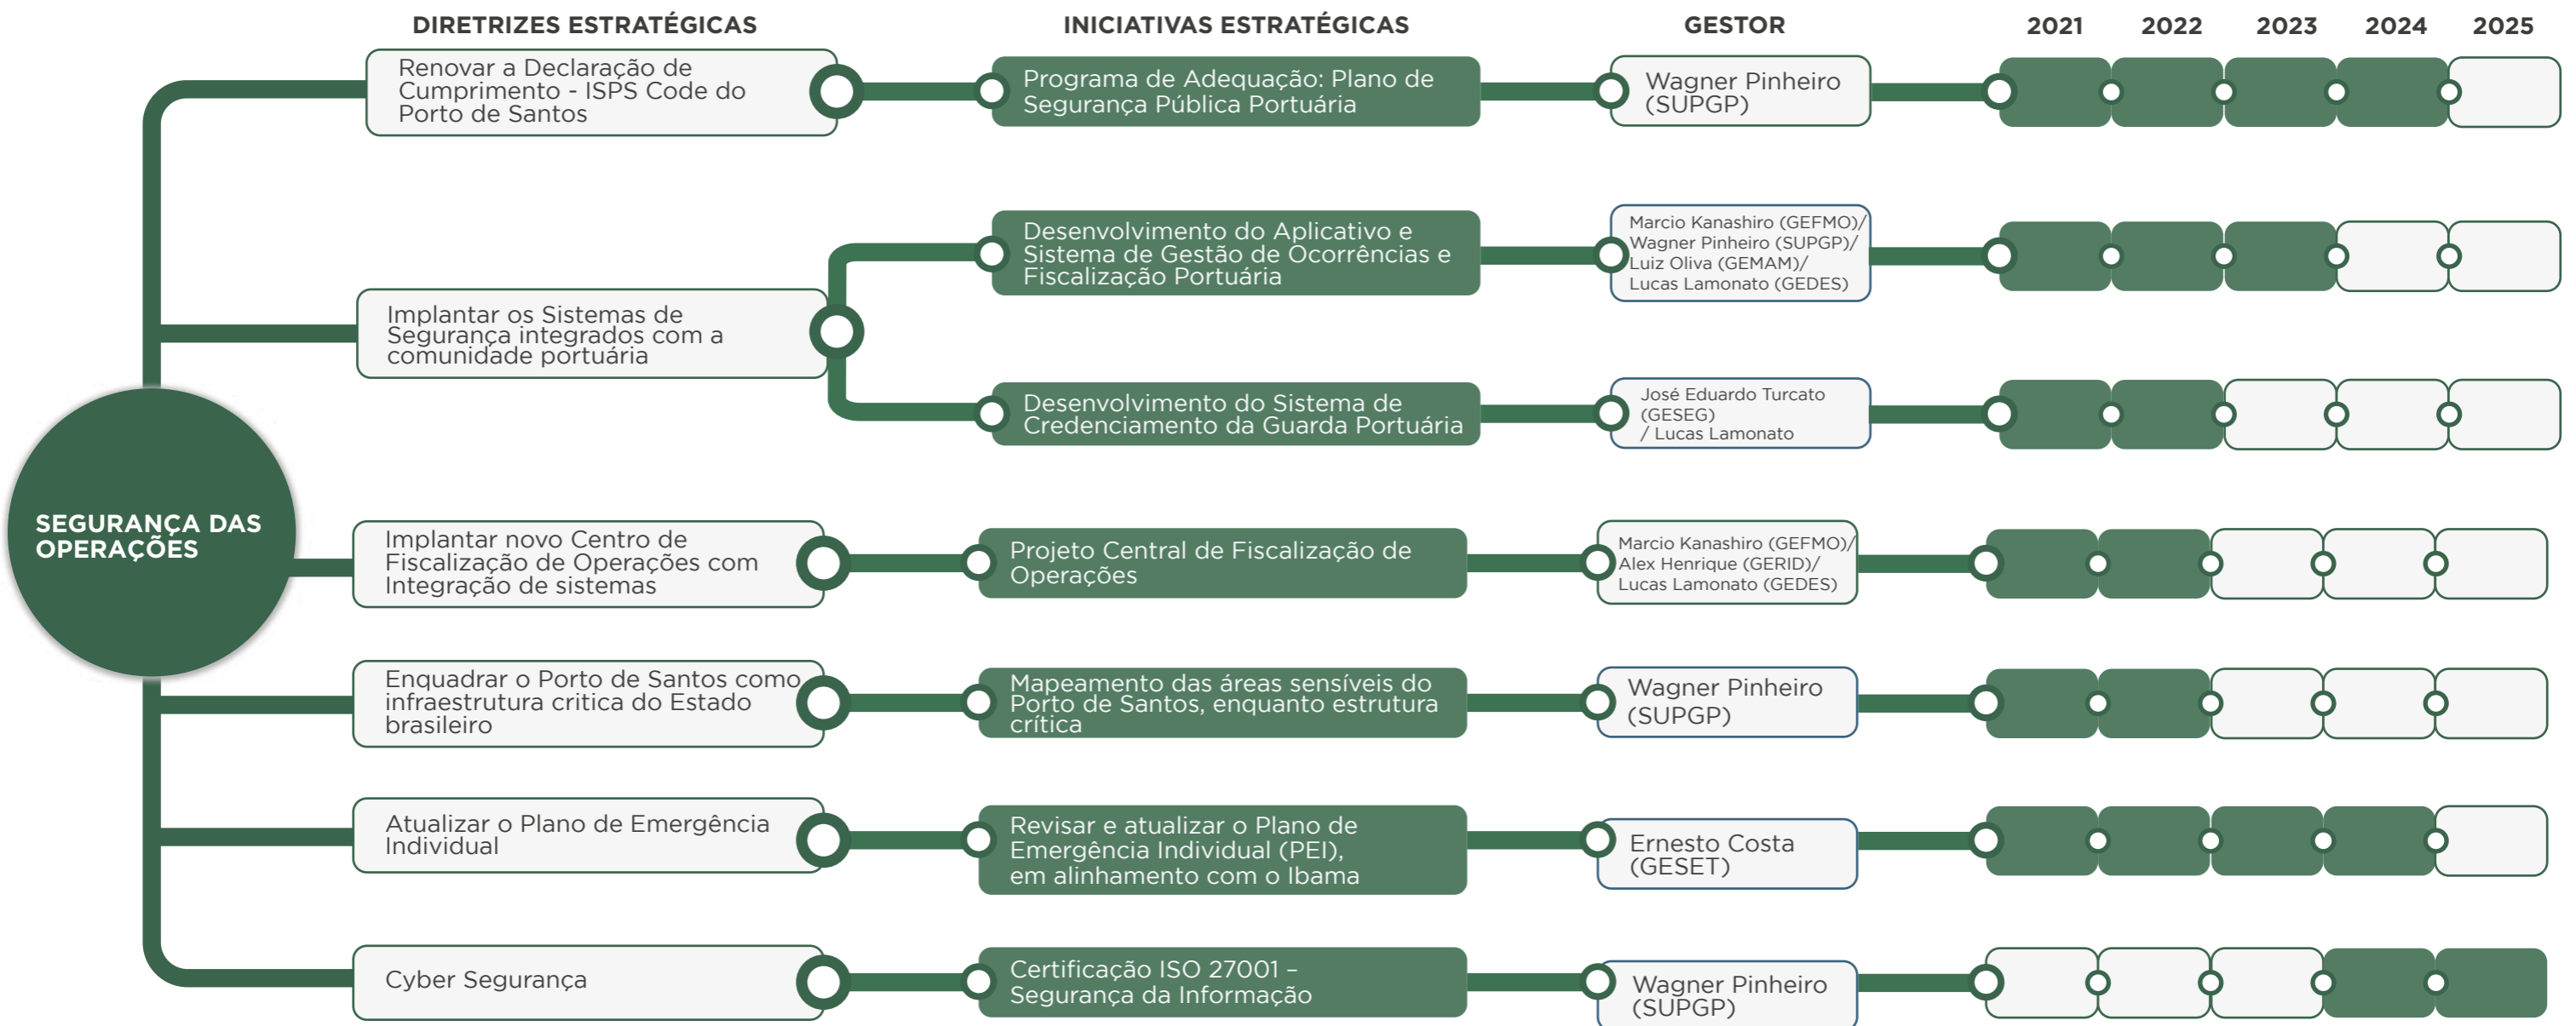 DIRETRIZES ESTRATÉGICAS
INICIATIVAS ESTRATÉGICAS
GESTOR
2021
2022
2023
2024
2025
SEGURANÇA DAS
OPERAÇÕES
Renovar a Declaração de
Cumprimento - ISPS Code do
Porto de Santos
Programa de Adequação: Plano de
Segurança Pública Portuária
Wagner Pinheiro
(SUPGP)
Implantar os Sistemas de
Segurança integrados com a
comunidade portuária
Desenvolvimento do Aplicativo e
Sistema de Gestão de Ocorrências e
Fiscalização Portuária
Marcio Kanashiro (GEFMO)/
Wagner Pinheiro (SUPGP)/
Luiz Oliva (GEMAM)/
Lucas Lamonato (GEDES)
Desenvolvimento do Sistema de
Credenciamento da Guarda Portuária
José Eduardo Turcato
(GESEG)
/ Lucas Lamonato
Implantar novo Centro de
Fiscalização de Operações com
Integração de sistemas
Projeto Central de Fiscalização de
Operações
Marcio Kanashiro (GEFMO)/
Alex Henrique (GERID)/
Lucas Lamonato (GEDES)
Enquadrar o Porto de Santos como
infraestrutura critica do Estado
brasileiro
Mapeamento das áreas sensíveis do
Porto de Santos, enquanto estrutura
crítica
Wagner Pinheiro
(SUPGP)
Atualizar o Plano de Emergência
Individual
Revisar e atualizar o Plano de
Emergência Individual (PEI),
em alinhamento com o Ibama
Ernesto Costa
(GESET)
Cyber Segurança
Certificação ISO 27001 –
Segurança da Informação
Wagner Pinheiro
(SUPGP)